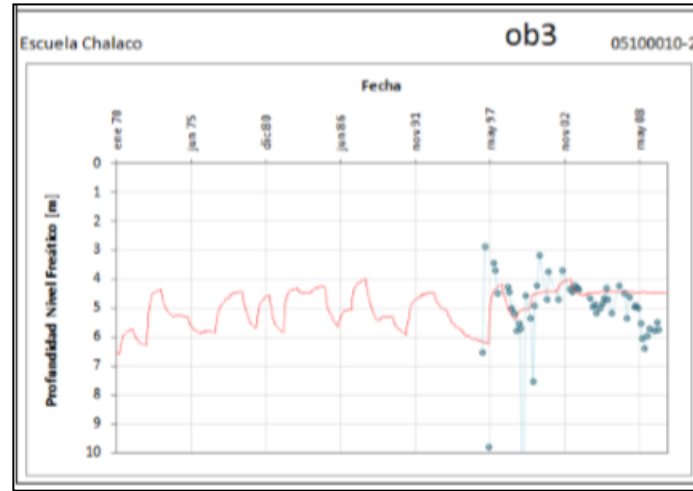 Escuela Chalaco ob3 05100010-2
Fecha
ene 70 jun 75 dic 80 jun 86 nov 91 may 97 nov 02 may 08
Profundidad Nivel Freático [m]
0
1
2
3
4
5
6
7
8
9
10